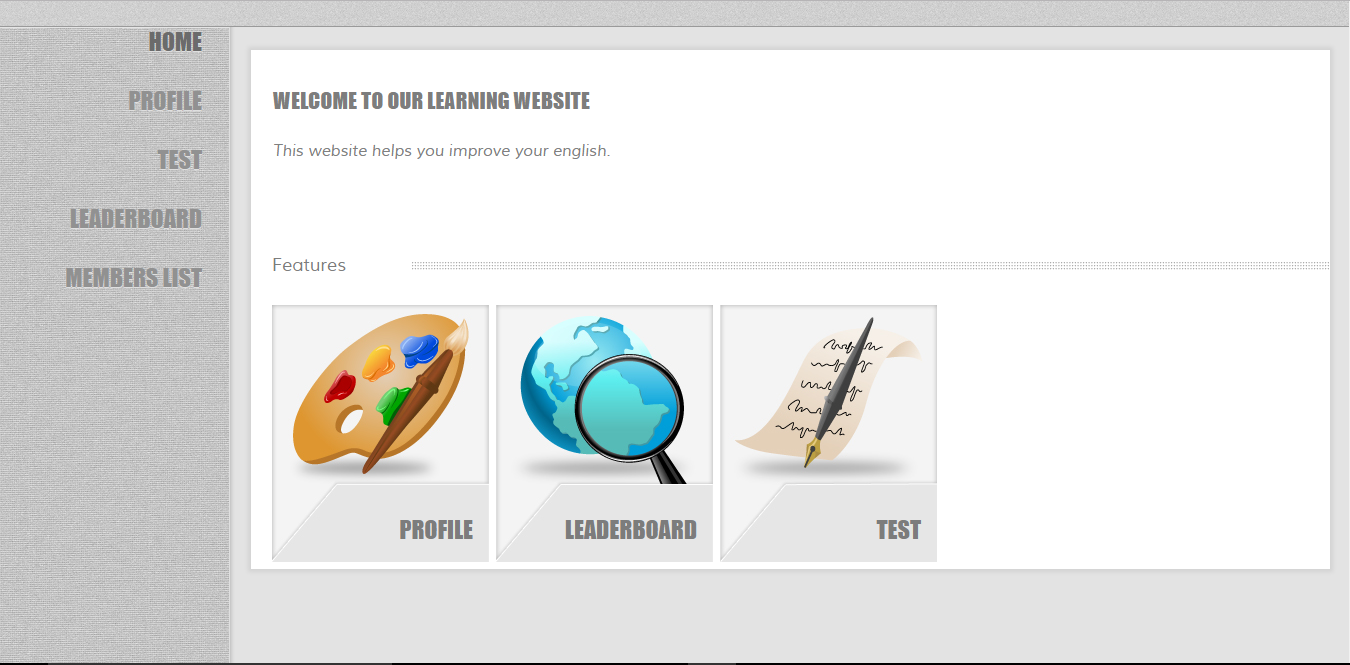 HOME
PROFILE
TEST
LEADERBOARD
MEMBERS LIST
WELCOME TO OUR LEARNING WEBSITE
This website helps you improve your english.
Features
PROFILE
LEADERBOARD
TEST